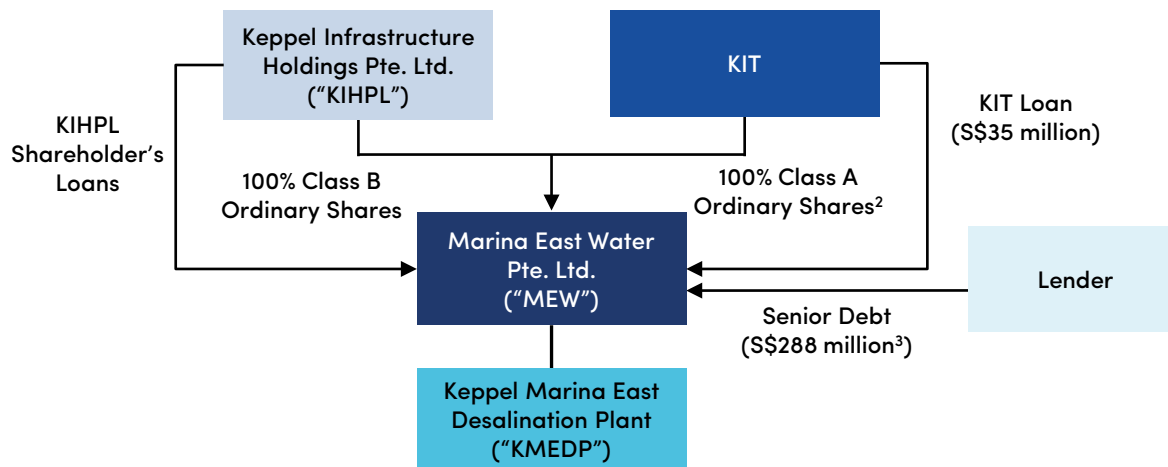 Keppel Infrastructure
Holdings Pte. Ltd.
(“KIHPL”)
KIT
KIHPL
Shareholder’s
Loans
KIT Loan
(S$35 million)
100% Class B
Ordinary Shares
100% Class A
Ordinary Shares²
Marina East Water
Pte. Ltd.
(“MEW”)
Lender
Senior Debt
(S$288 million³)
Keppel Marina East
Desalination Plant
(“KMEDP”)